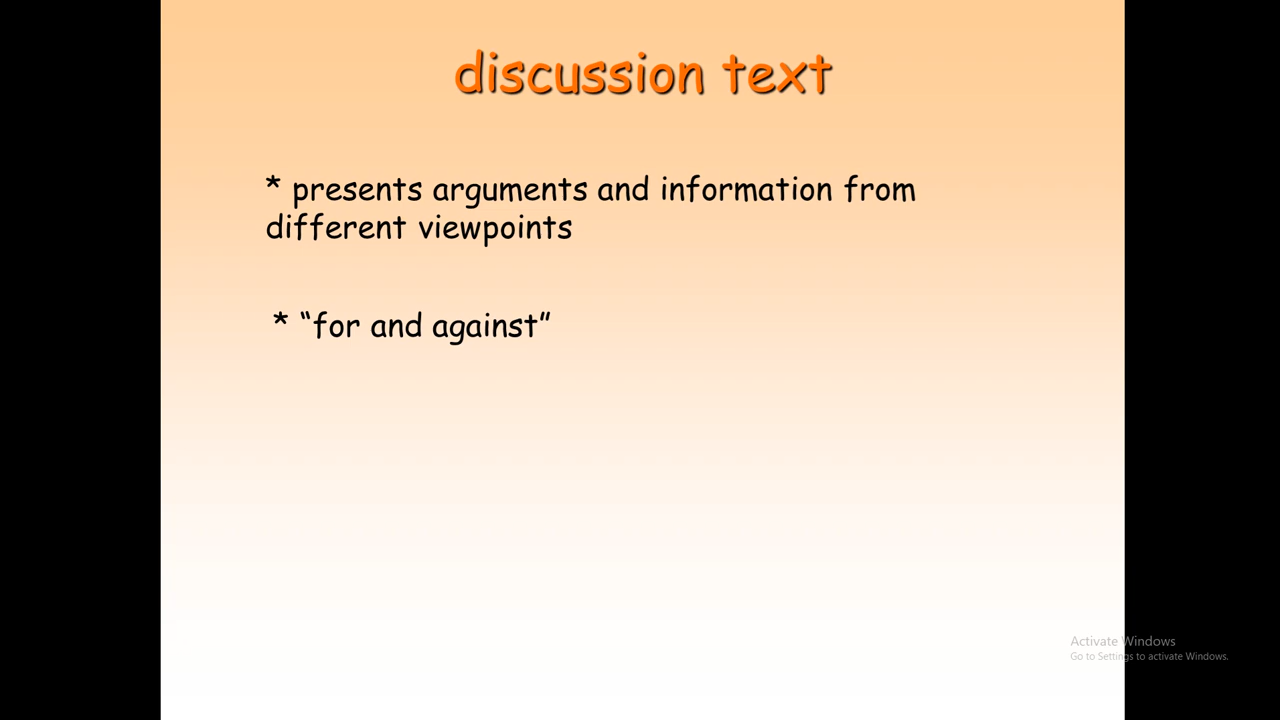 discussion text
* presents arguments and information from
different viewpoints
* “for and against”
Activate Windows
Go to Settings to activate Windows.